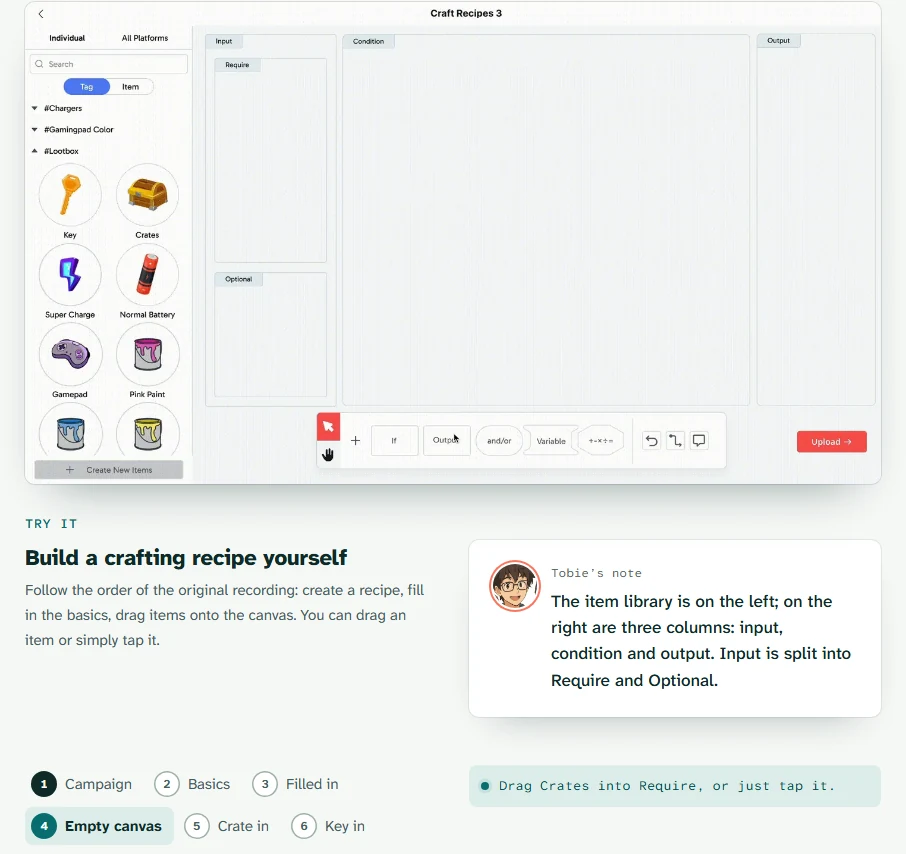 Craft Recipes 3
Individual
All Platforms
Search
Tag
Item
#Chargers
#Gamingpad Color
#Lootbox
Key
Crates
Super Charge
Normal Battery
Gamepad
Pink Paint
+ Create New Items
Input
Require
Optional
Condition
Output
+
If
Output
and/or
Variable
+-×÷=
Upload →
TRY IT
Build a crafting recipe yourself
Follow the order of the original recording: create a recipe, fill
in the basics, drag items onto the canvas. You can drag an
item or simply tap it.
Tobie's note
The item library is on the left; on the
right are three columns: input,
condition and output. Input is split into
Require and Optional.
1 Campaign
2 Basics
3 Filled in
4 Empty canvas
5 Crate in
6 Key in
Drag Crates into Require, or just tap it.